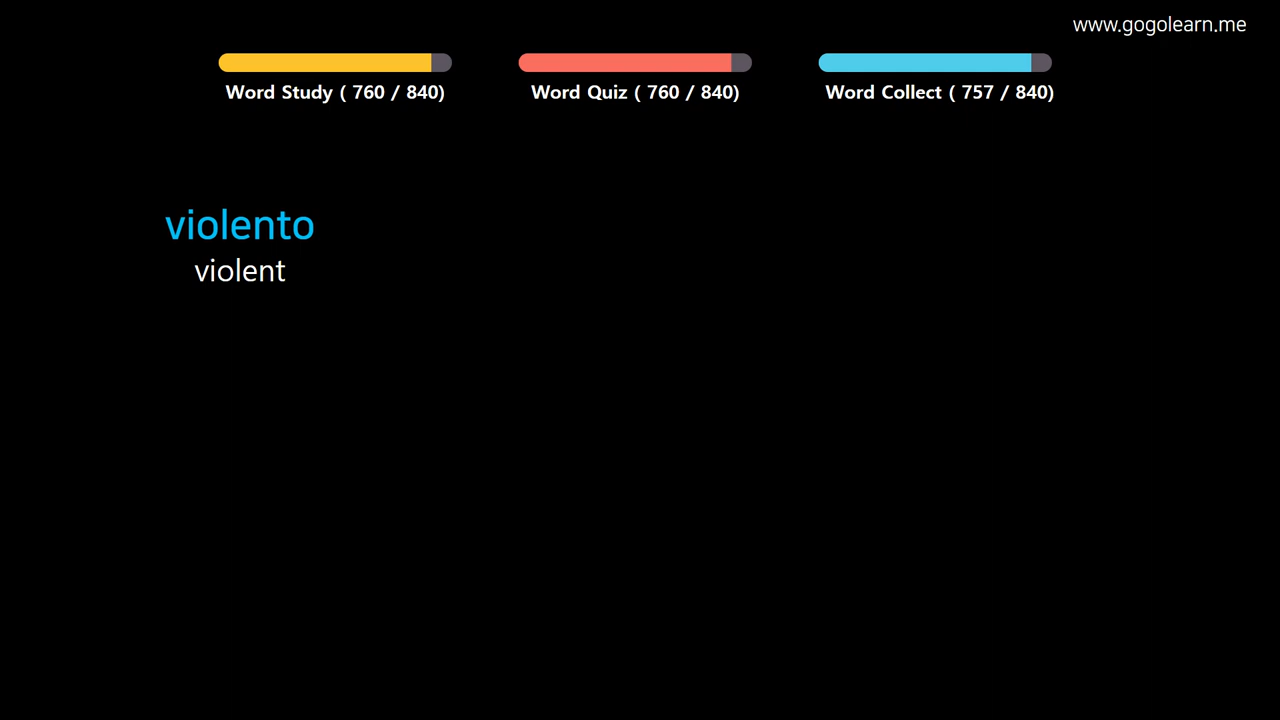 www.gogolearn.me
Word Study ( 760 / 840)
Word Quiz ( 760 / 840)
Word Collect ( 757 / 840)
violento
violent